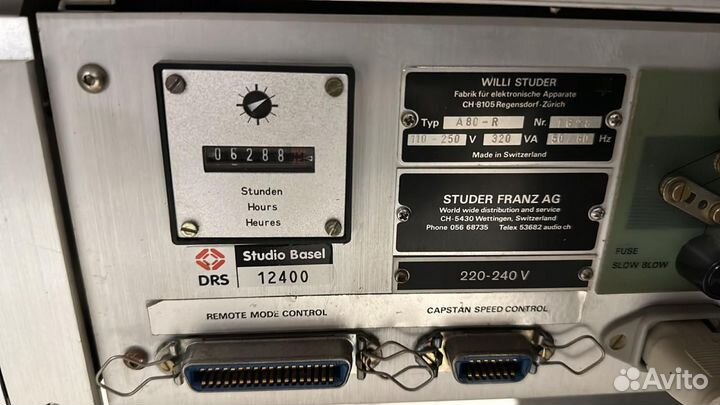 06288
Stunden
Hours
Heures
DRS
Studio Basel
12400
WILLI STUDER
Fabrik für elektronische Apparate
CH-8105 Regensdorf-Zürich
Typ A80-R Nr.
110-250 V 320 VA 50/60 Hz
Made in Switzerland
STUDER FRANZ AG
World wide distribution and service
CH-5430 Wettingen, Switzerland
Phone 056 68735 Telex 53682 audio ch
220-240 V
FUSE
SLOW BLOW
REMOTE MODE CONTROL
CAPSTAN SPEED CONTROL
Avito